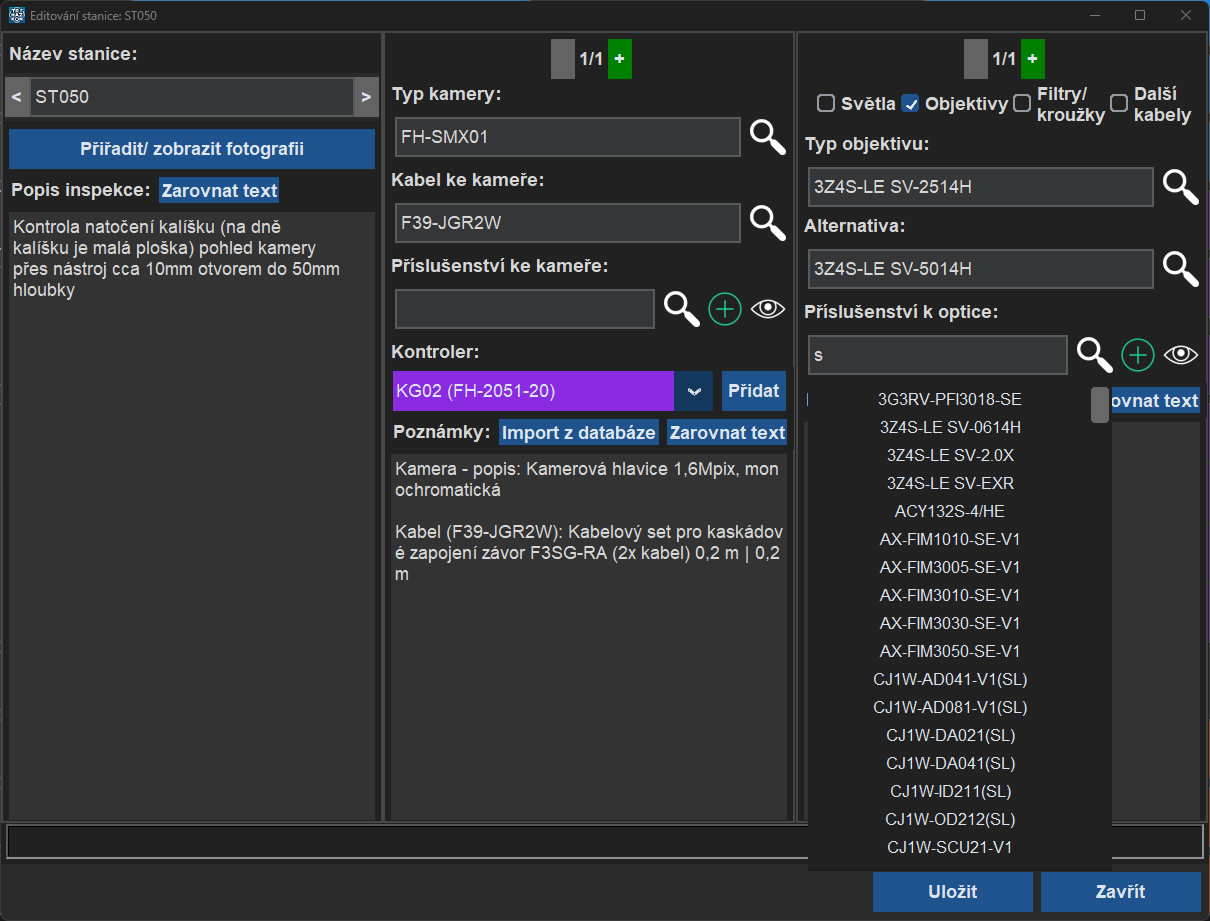 Editování stanice: ST050
Název stanice:
< ST050 >
Přiřadit/ zobrazit fotografii
Popis inspekce: Zarovnat text
Kontrola natočení kalíšku (na dně
kalíšku je malá ploška) pohled kamery
přes nástroj cca 10mm otvorem do 50mm
hloubky
1/1 +
Typ kamery:
FH-SMX01
Kabel ke kameře:
F39-JGR2W
Příslušenství ke kameře:
Kontroler:
KG02 (FH-2051-20) Přidat
Poznámky: Import z databáze Zarovnat text
Kamera - popis: Kamerová hlavice 1,6Mpix, mon
ochromatická
Kabel (F39-JGR2W): Kabelový set pro kaskádov
é zapojení závor F3SG-RA (2x kabel) 0,2 m | 0,2
m
1/1 +
Světla Objektivy Filtry/
kroužky Další
kabely
Typ objektivu:
3Z4S-LE SV-2514H
Alternativa:
3Z4S-LE SV-5014H
Příslušenství k optice:
s
ovnat text
3G3RV-PFI3018-SE
3Z4S-LE SV-0614H
3Z4S-LE SV-2.0X
3Z4S-LE SV-EXR
ACY132S-4/HE
AX-FIM1010-SE-V1
AX-FIM3005-SE-V1
AX-FIM3010-SE-V1
AX-FIM3030-SE-V1
AX-FIM3050-SE-V1
CJ1W-AD041-V1(SL)
CJ1W-AD081-V1(SL)
CJ1W-DA021(SL)
CJ1W-DA041(SL)
CJ1W-ID211(SL)
CJ1W-OD212(SL)
CJ1W-SCU21-V1
Uložit Zavřít